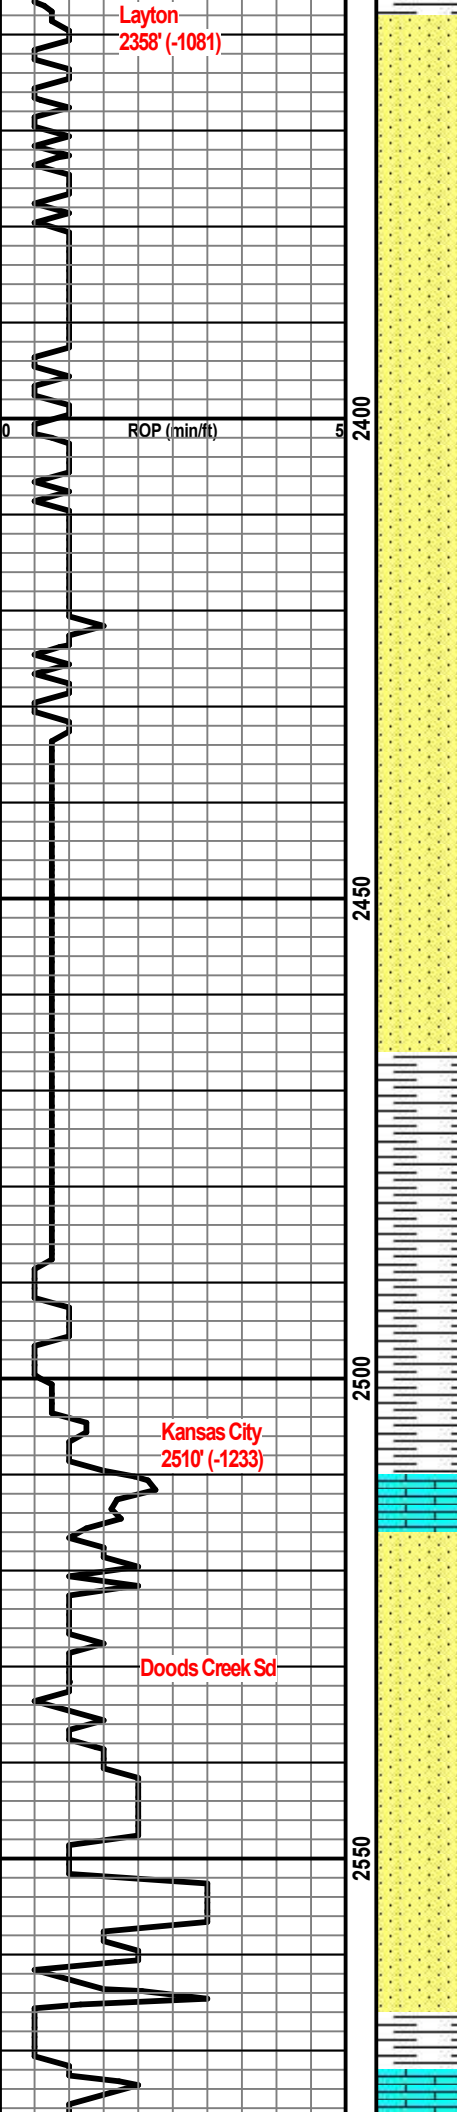 Layton
2358' (-1081)
2400
0 ROP (min/ft) 5
2450
2500
Kansas City
2510' (-1233)
Doods Creek Sd
2550